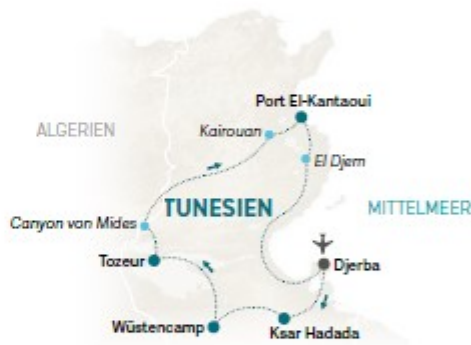 Port El-Kantaoui
ALGERIEN
Kairouan
El Djem
TUNESIEN
MITTELMEER
Canyon von Mides
Tozeur
Djerba
Wüstencamp
Ksar Hadada